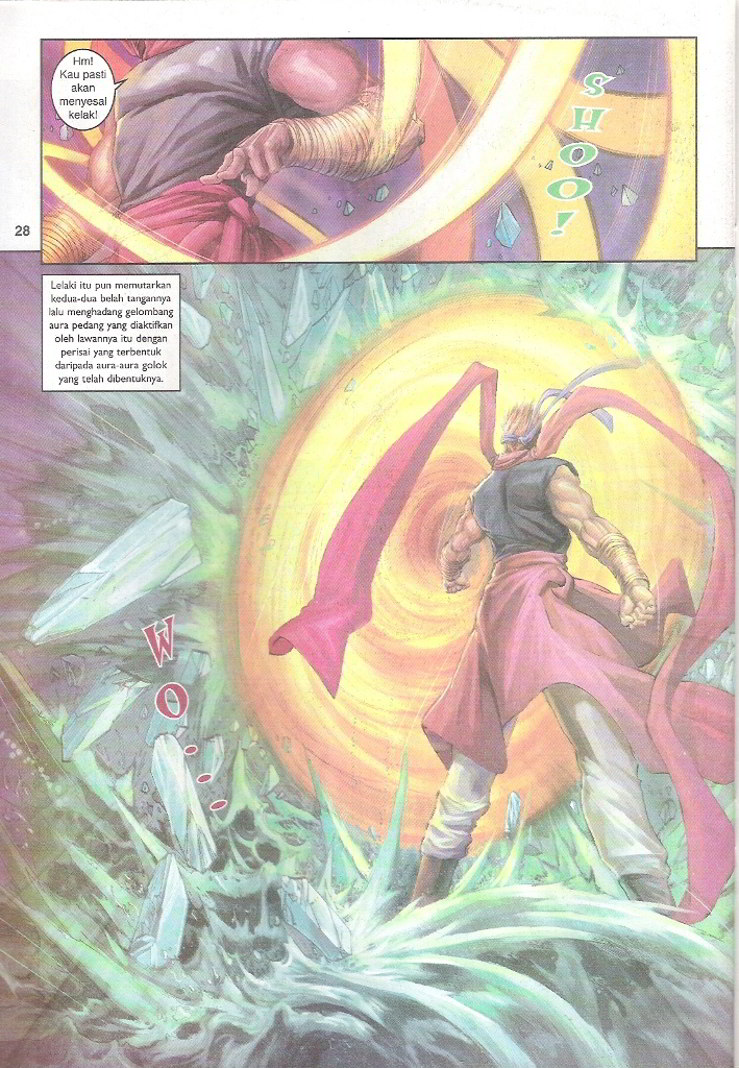 Hm!
Kau pasti
akan
menyesal
kelak!
SHOO!
28
Lelaki itu pun memutarkan
kedua-dua belah tangannya
lalu menghadang gelombang
aura pedang yang diaktifkan
oleh lawannya itu dengan
perisai yang terbentuk
daripada aura-aura golok
yang telah dibentuknya.
WO...